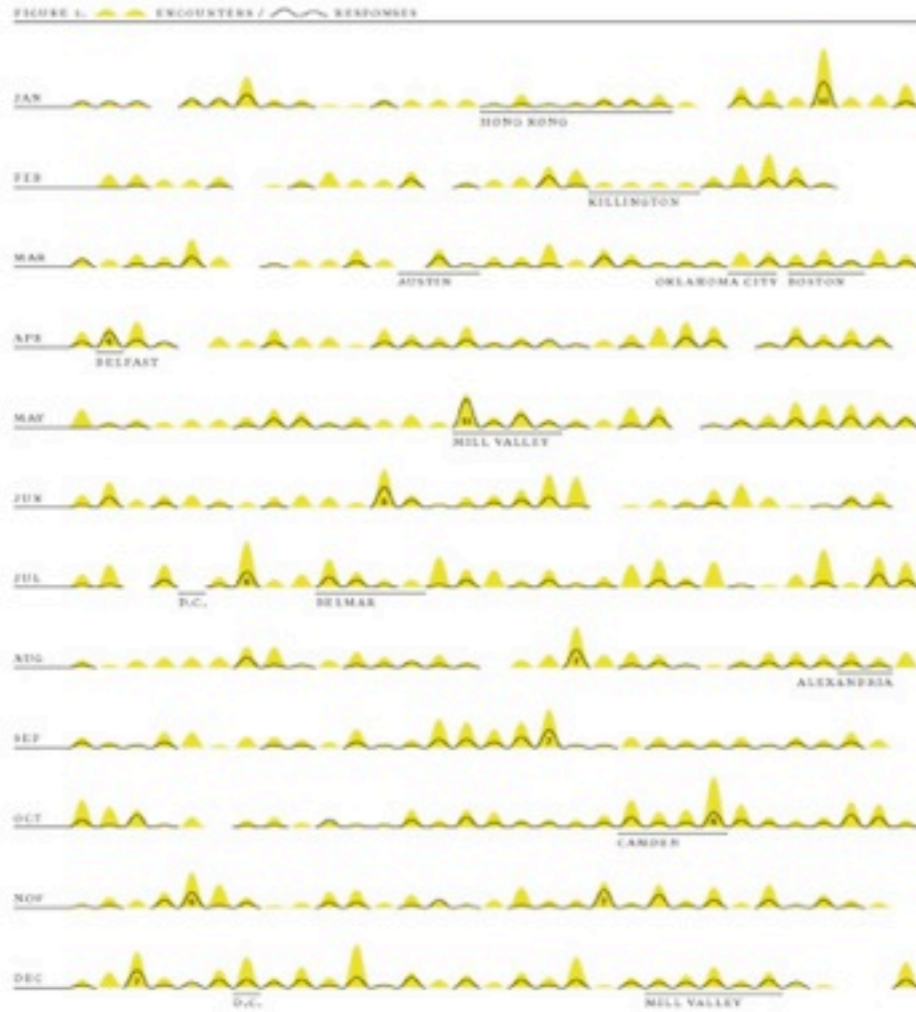 FIGURE 1. ENCOUNTERS / RESPONSES
JAN
HONG KONG
FEB
KILLINGTON
MAR
AUSTIN OKLAHOMA CITY BOSTON
APR
BELFAST
MAY
MILL VALLEY
JUN
JUL
D.C. BELMAR
AUG
ALEXANDRIA
SEP
OCT
CAMDEN
NOV
DEC
D.C. MILL VALLEY